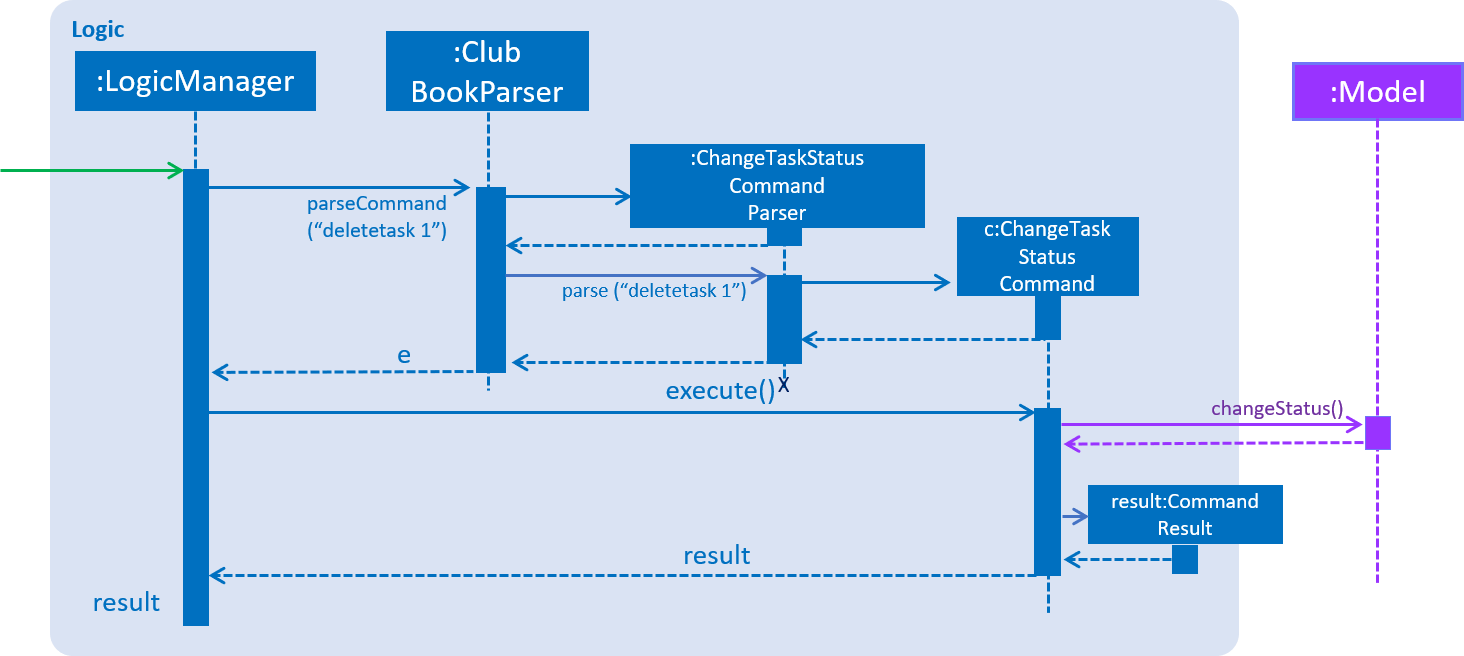 Logic
:LogicManager
:Club
BookParser
:Model
:ChangeTaskStatus
Command
Parser
parseCommand
(“deletetask 1”)
c:ChangeTask
Status
Command
parse (“deletetask 1”)
e
execute()
X
changeStatus()
result:Command
Result
result
result